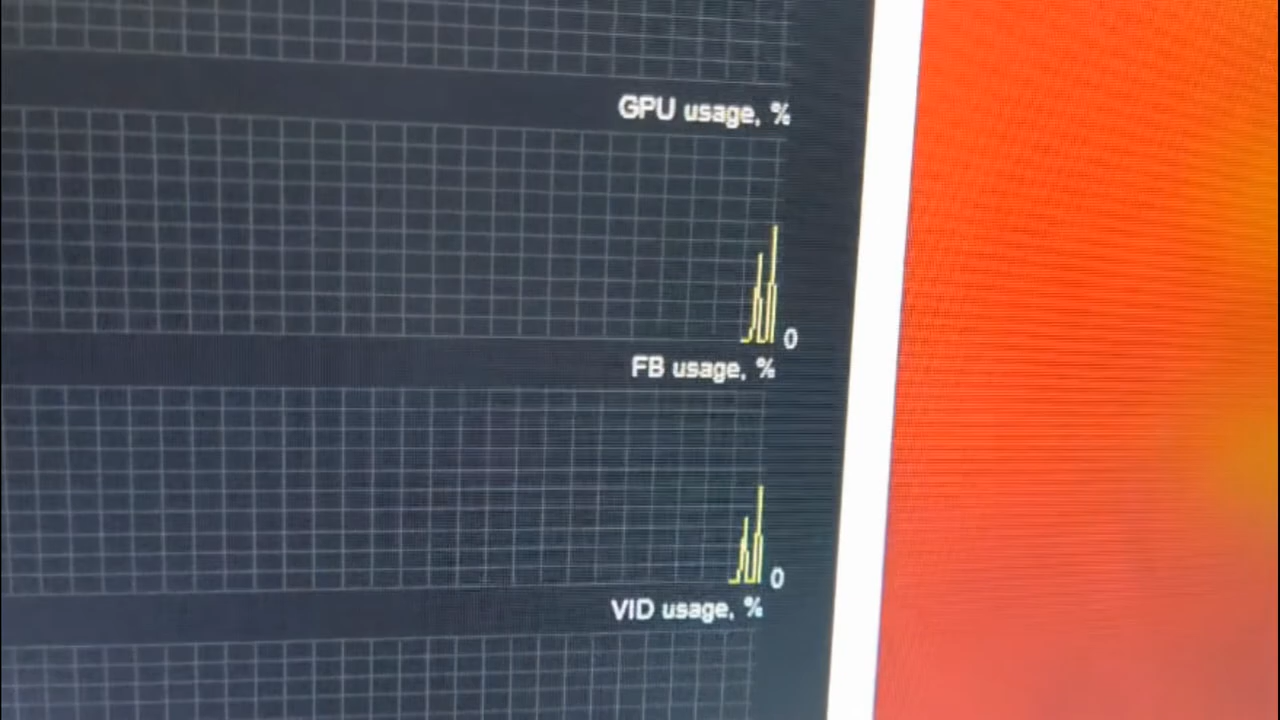 GPU usage, %
0
FB usage, %
0
VID usage, %